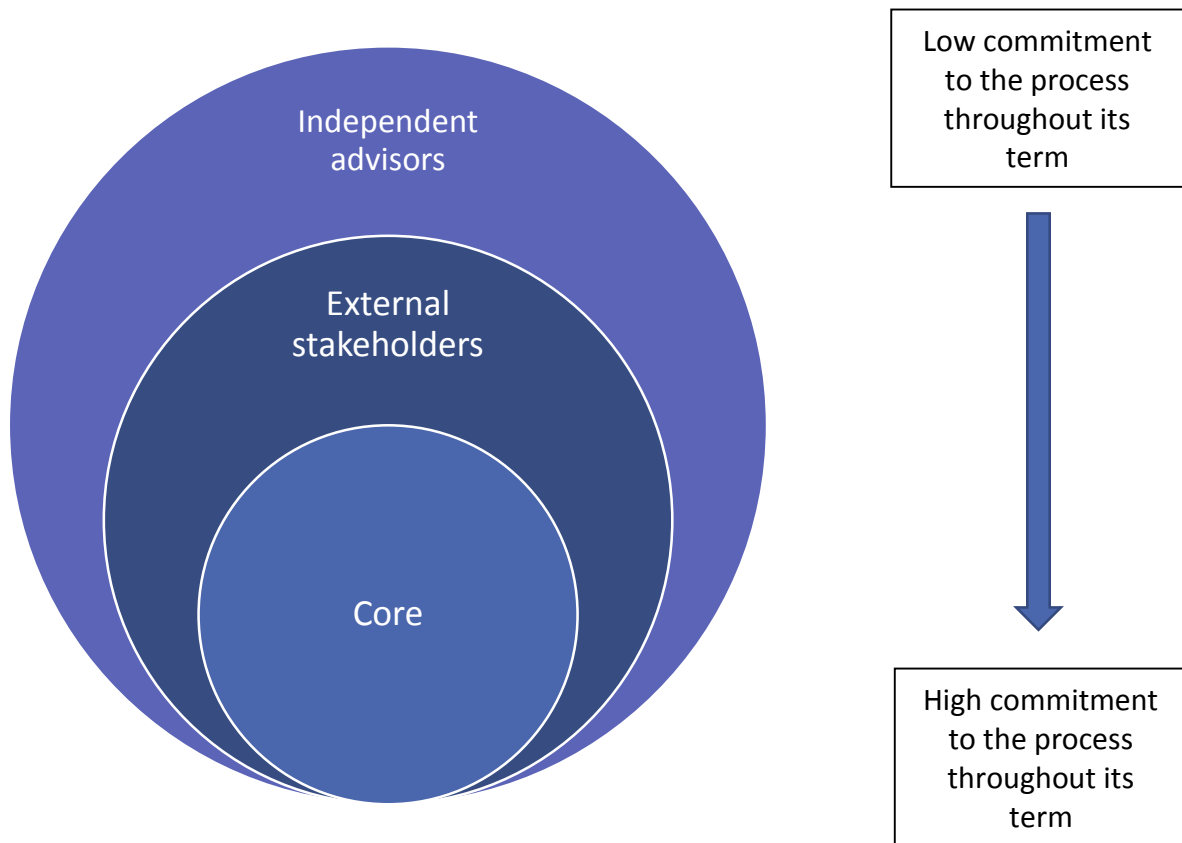 Independent
advisors
External
stakeholders
Core
Low commitment
to the process
throughout its
term
High commitment
to the process
throughout its
term